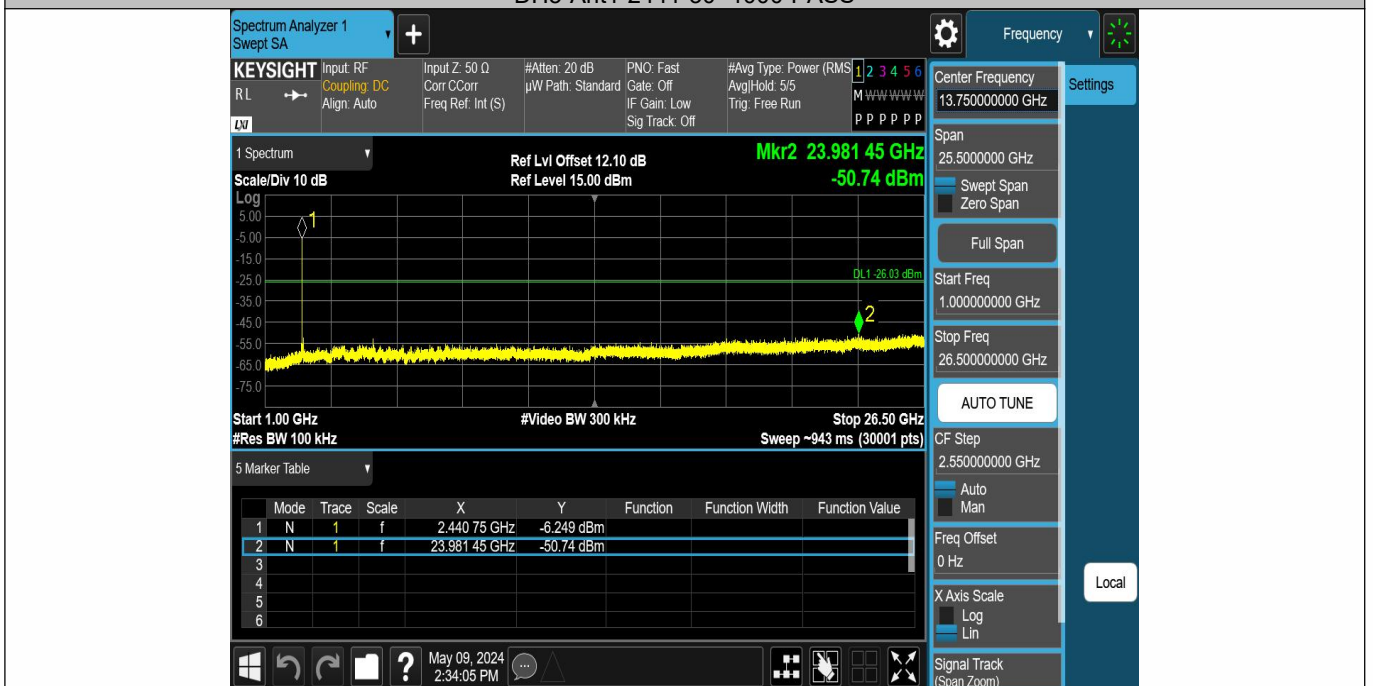 Spectrum Analyzer 1
Swept SA
+
Frequency
KEYSIGHT
RL
LXI
Input: RF
Coupling: DC
Align: Auto
Input Z: 50 Ω
Corr CCorr
Freq Ref: Int (S)
#Atten: 20 dB
µW Path: Standard
PNO: Fast
Gate: Off
IF Gain: Low
Sig Track: Off
#Avg Type: Power (RMS
Avg|Hold: 5/5
Trig: Free Run
1 2 3 4 5 6
M W W W W W
P P P P P P
1 Spectrum
Scale/Div 10 dB
Ref Lvl Offset 12.10 dB
Ref Level 15.00 dBm
Mkr2 23.981 45 GHz
-50.74 dBm
Log
5.00
-5.00
-15.0
-25.0
-35.0
-45.0
-55.0
-65.0
-75.0
1
DL1 -26.03 dBm
2
Start 1.00 GHz
#Video BW 300 kHz
Stop 26.50 GHz
#Res BW 100 kHz
Sweep ~943 ms (30001 pts)
5 Marker Table
Mode Trace Scale X Y Function Function Width Function Value
1 N 1 f 2.440 75 GHz -6.249 dBm
2 N 1 f 23.981 45 GHz -50.74 dBm
3
4
5
6
?
May 09, 2024
2:34:05 PM
Center Frequency
13.750000000 GHz
Settings
Span
25.5000000 GHz
Swept Span
Zero Span
Full Span
Start Freq
1.000000000 GHz
Stop Freq
26.500000000 GHz
AUTO TUNE
CF Step
2.550000000 GHz
Auto
Man
Freq Offset
0 Hz
X Axis Scale
Log
Lin
Local
Signal Track
(Span Zoom)